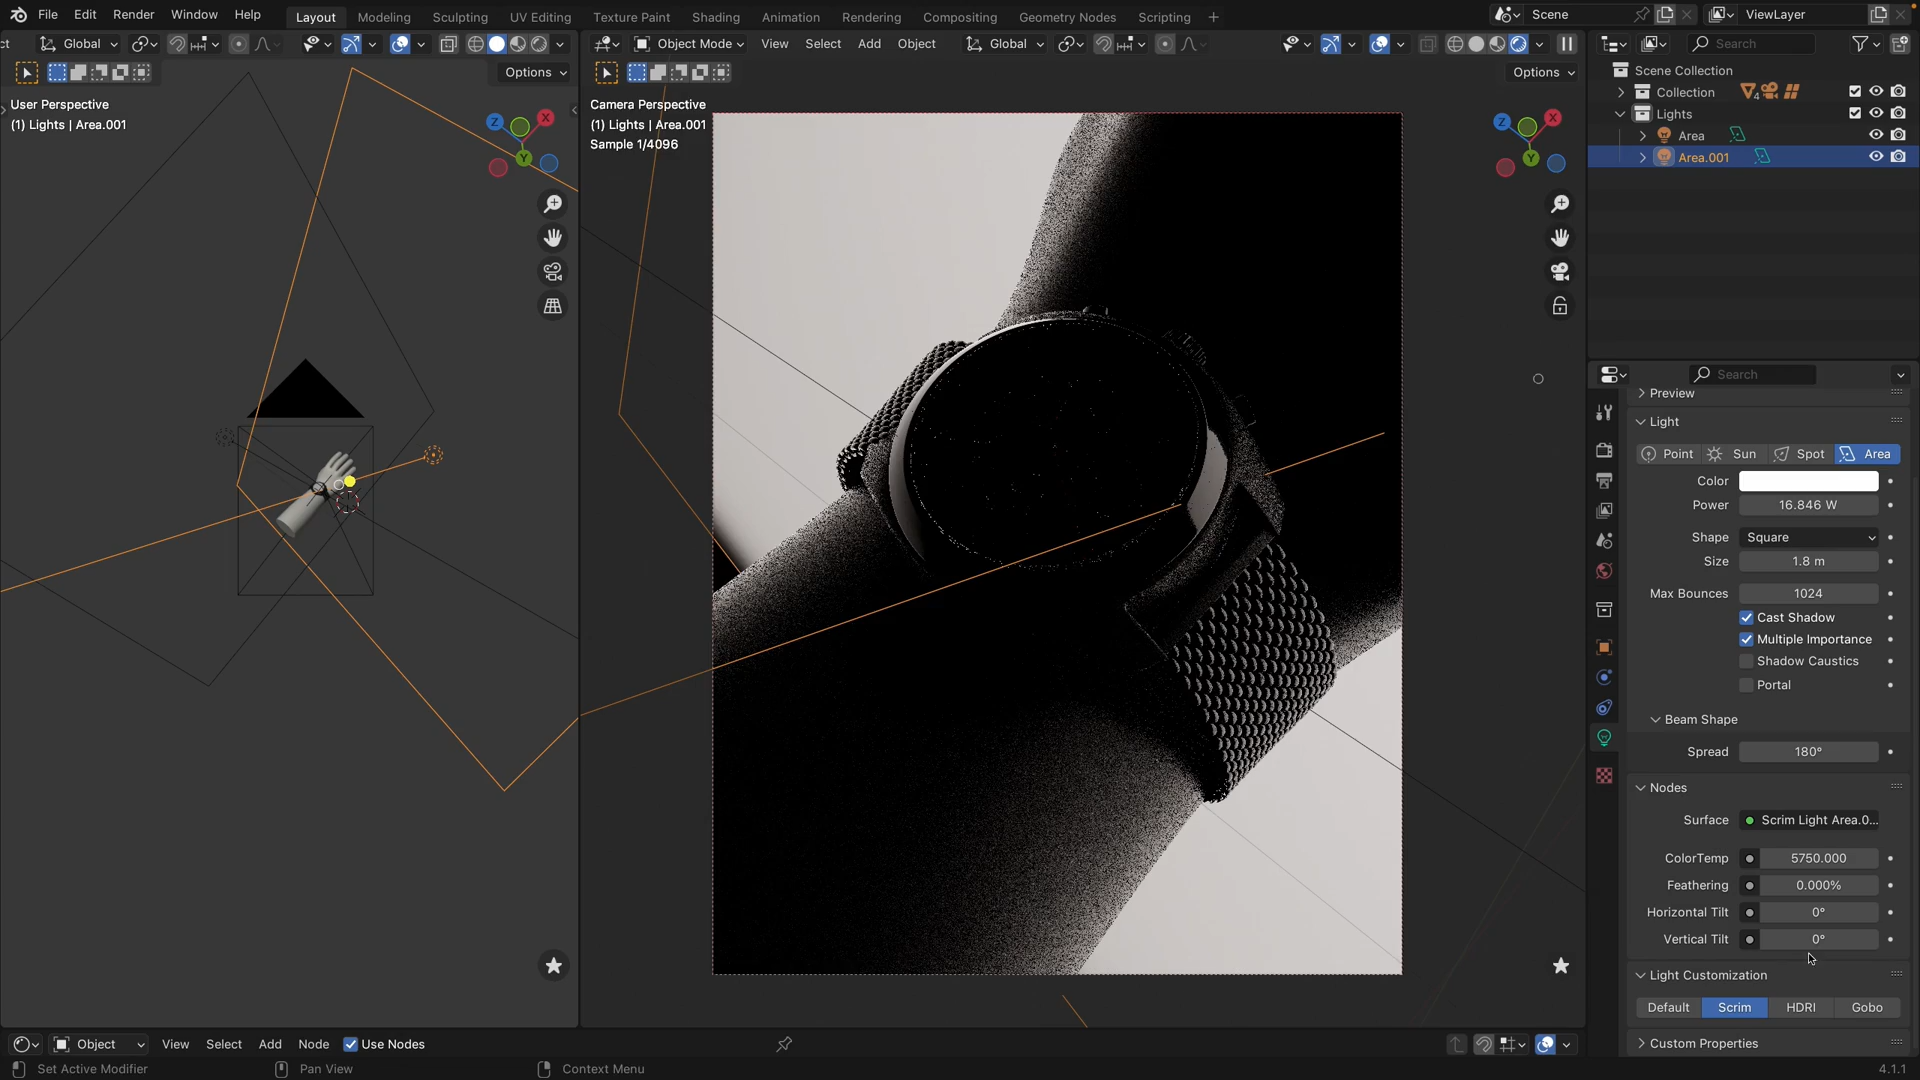 File Edit Render Window Help Layout Modeling Sculpting UV Editing Texture Paint Shading Animation Rendering Compositing Geometry Nodes Scripting + Scene ViewLayer
Global Object Mode View Select Add Object Global Search
Options Options
User Perspective
(1) Lights | Area.001
Camera Perspective
(1) Lights | Area.001
Sample 1/4096
Z X Y
Z X Y
Scene Collection
Collection 4
Lights
Area
Area.001
Search
Preview
Light
Point Sun Spot Area
Color
Power 16.846 W
Shape Square
Size 1.8 m
Max Bounces 1024
Cast Shadow
Multiple Importance
Shadow Caustics
Portal
Beam Shape
Spread 180°
Nodes
Surface Scrim Light Area.0...
ColorTemp 5750.000
Feathering 0.000%
Horizontal Tilt 0°
Vertical Tilt 0°
Light Customization
Default Scrim HDRI Gobo
Custom Properties
Object View Select Add Node Use Nodes
Set Active Modifier Pan View Context Menu 4.1.1